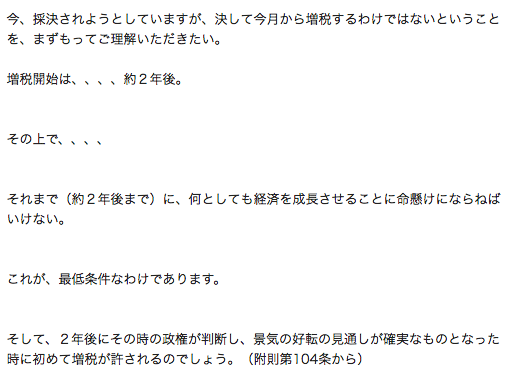 今、採決されようとしていますが、決して今月から増税するわけではないということ
を、まずもってご理解いただきたい。
増税開始は、、、、約２年後。
その上で、、、、
それまで（約２年後まで）に、何としても経済を成長させることに命懸けにならねば
いけない。
これが、最低条件なわけであります。
そして、２年後にその時の政権が判断し、景気の好転の見通しが確実なものとなった
時に初めて増税が許されるのでしょう。（附則第104条から）